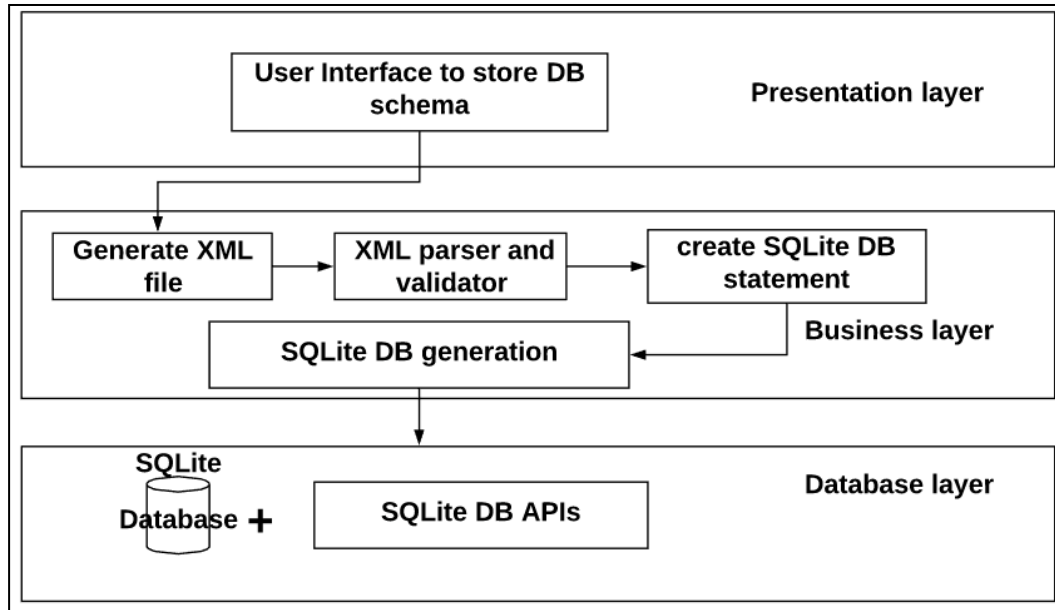 User Interface to store DB
schema
Presentation layer
Generate XML
file
XML parser and
validator
create SQLite DB
statement
Business layer
SQLite DB generation
SQLite
Database +
SQLite DB APIs
Database layer